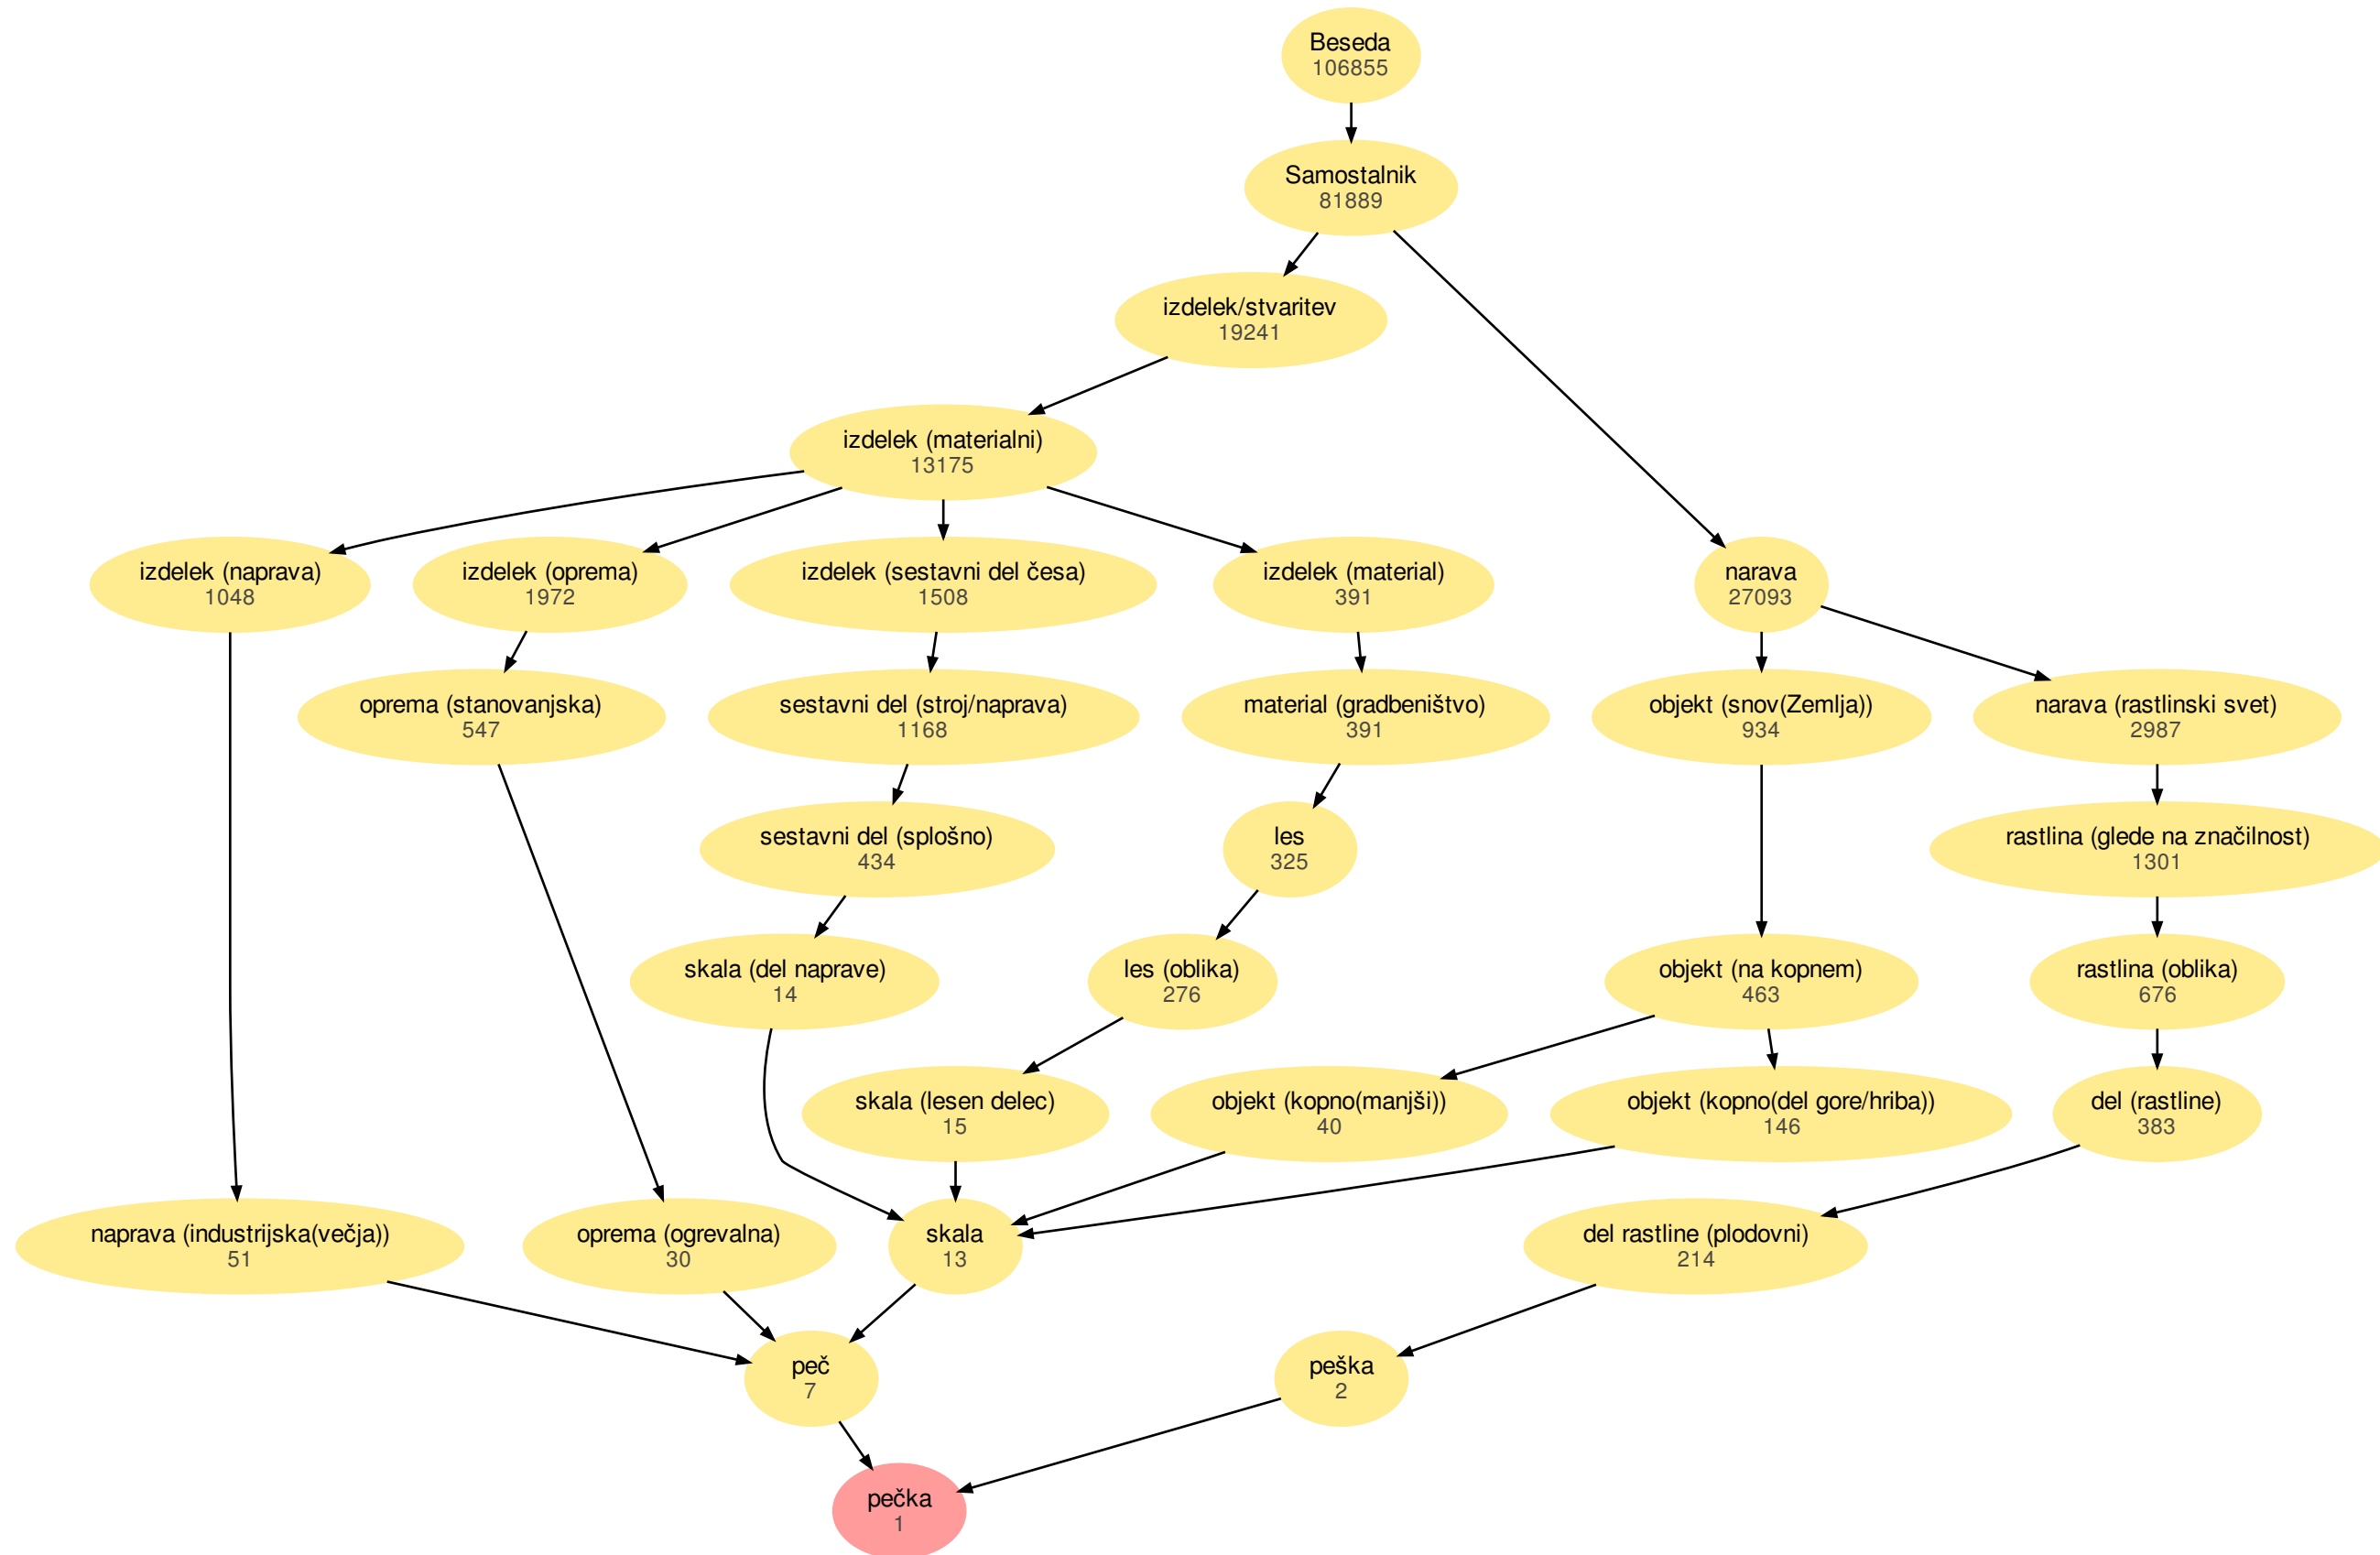 Beseda
106855
Samostalnik
81889
izdelek/stvaritev
19241
izdelek (materialni)
13175
izdelek (naprava)
1048
izdelek (oprema)
1972
izdelek (sestavni del česa)
1508
izdelek (material)
391
narava
27093
oprema (stanovanjska)
547
sestavni del (stroj/naprava)
1168
material (gradbeništvo)
391
objekt (snov(Zemlja))
934
narava (rastlinski svet)
2987
sestavni del (splošno)
434
les
325
rastlina (glede na značilnost)
1301
skala (del naprave)
14
les (oblika)
276
objekt (na kopnem)
463
rastlina (oblika)
676
skala (lesen delec)
15
objekt (kopno(manjši))
40
objekt (kopno(del gore/hriba))
146
del (rastline)
383
naprava (industrijska(večja))
51
oprema (ogrevalna)
30
skala
13
del rastline (plodovni)
214
peč
7
peška
2
pečka
1